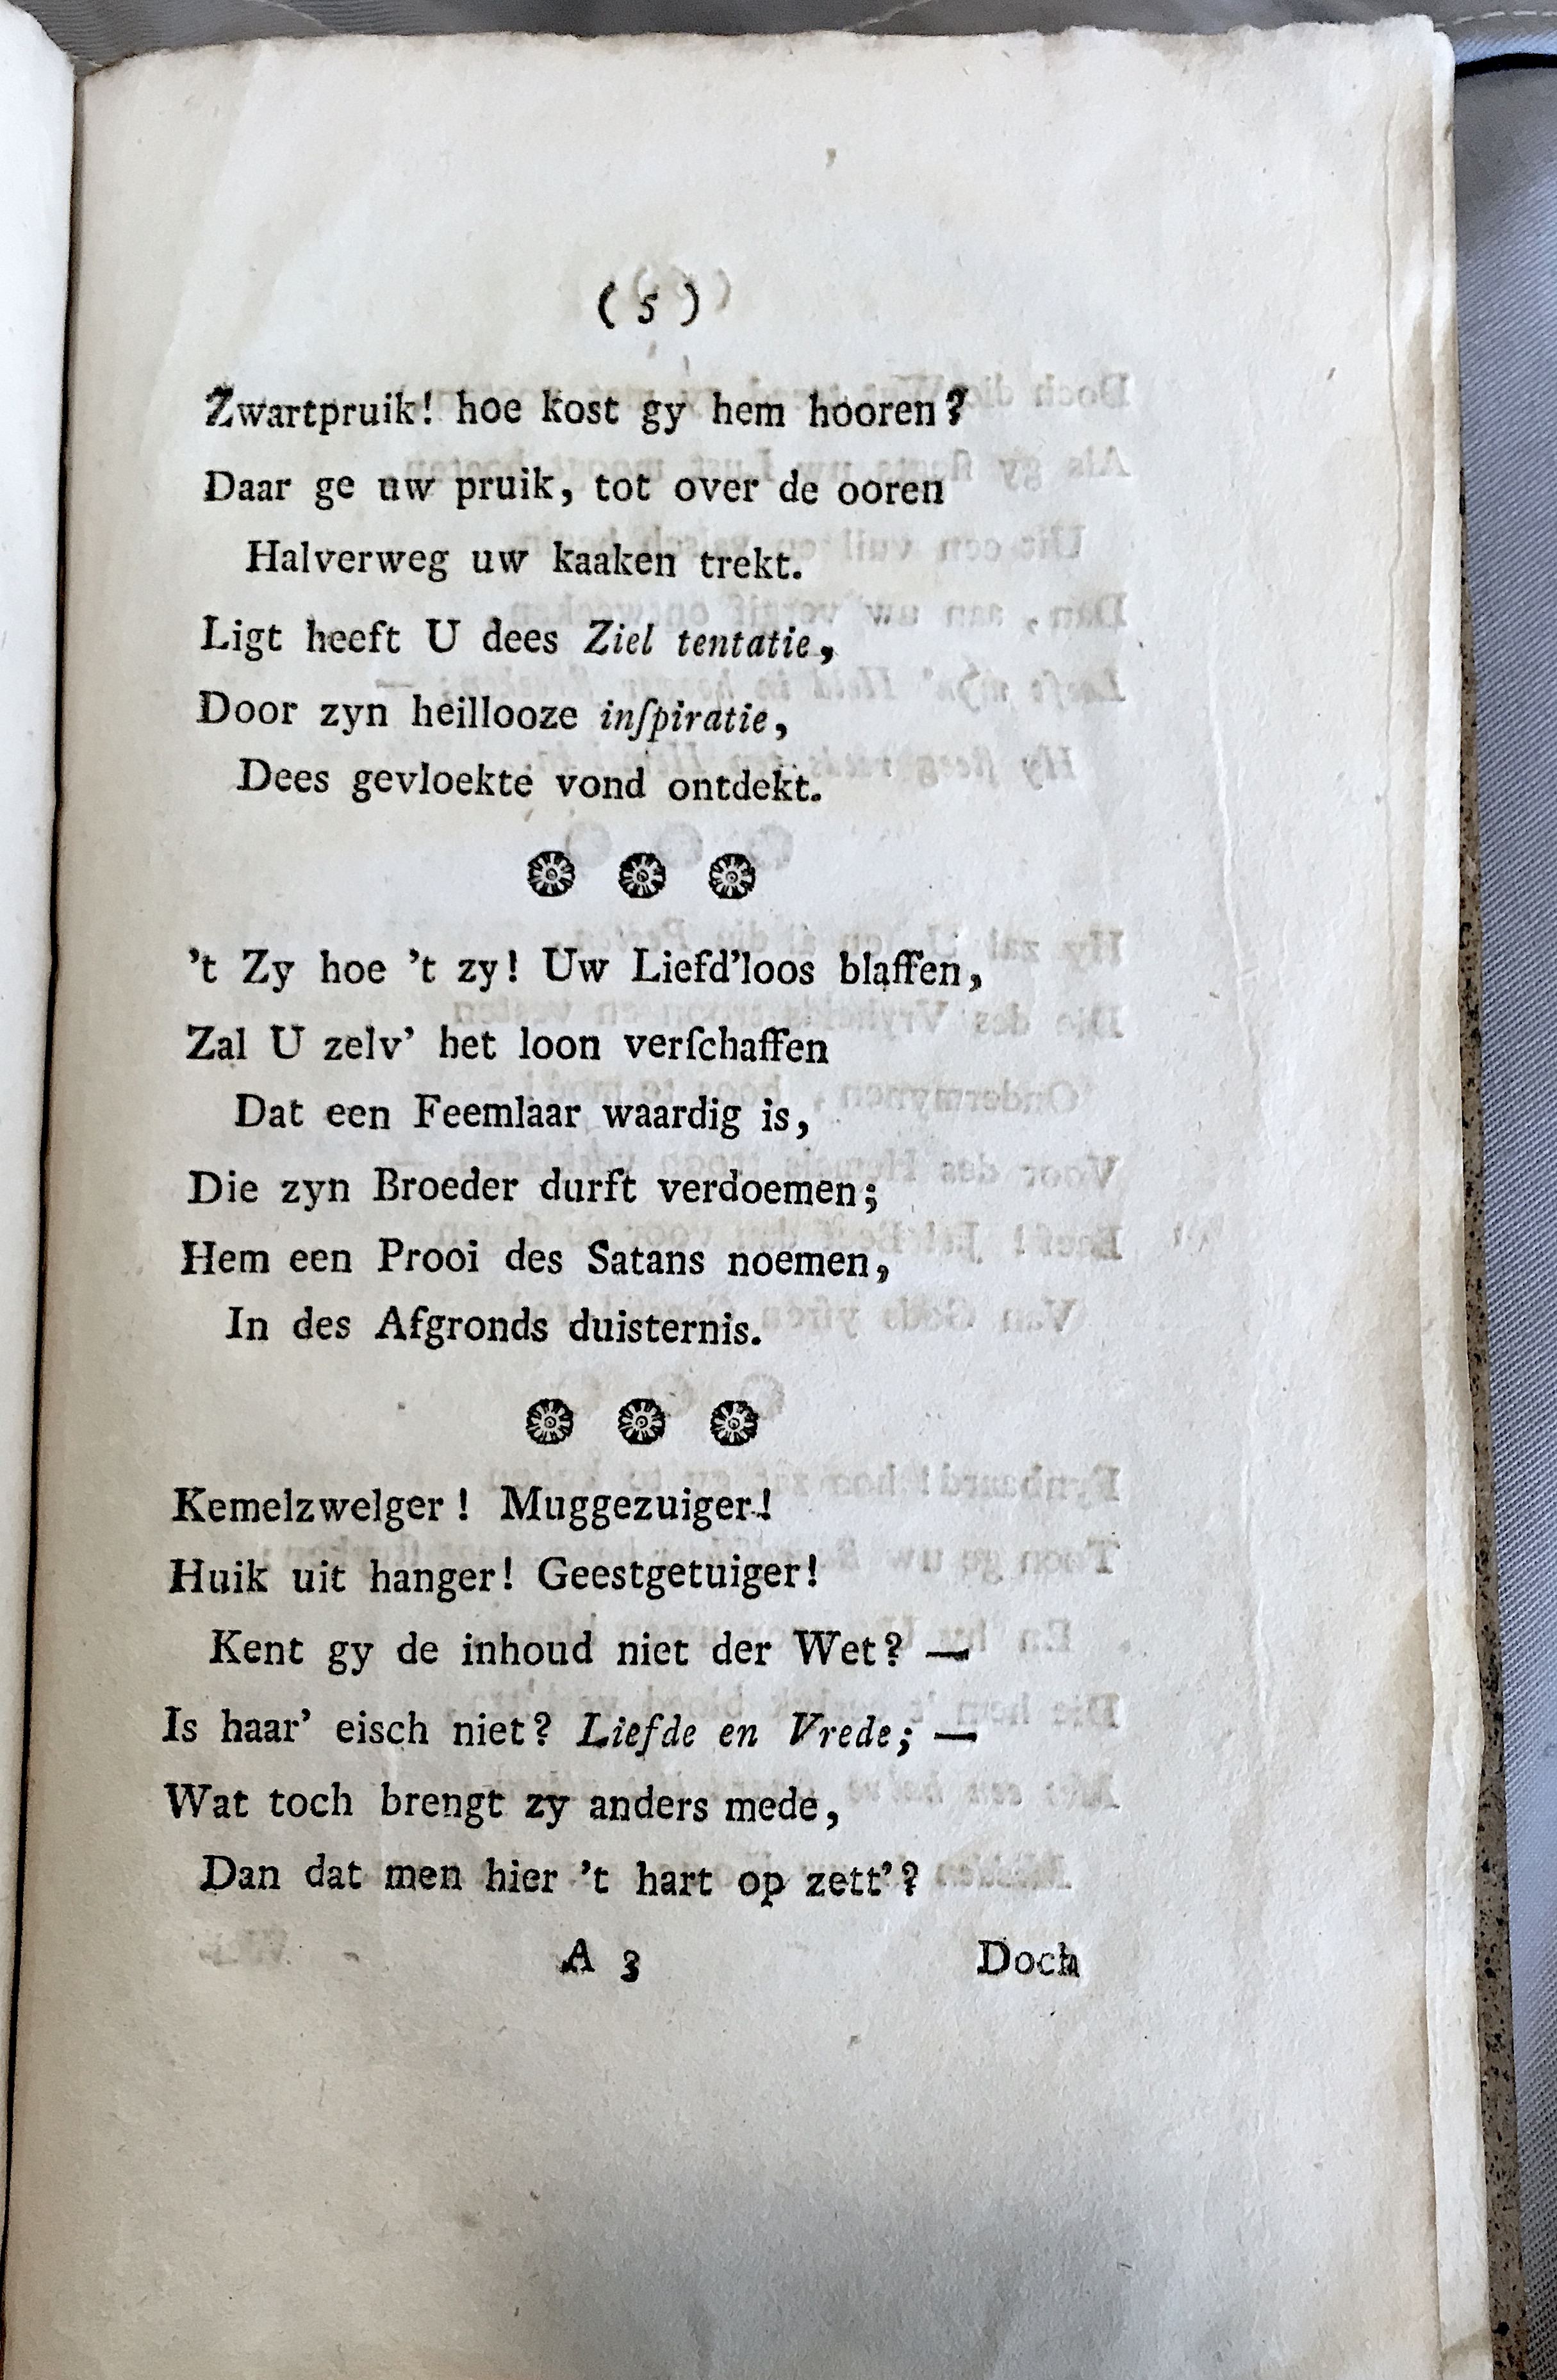 ( 5 )
Zwartpruik! hoe kost gy hem hooren?
Daar ge uw pruik, tot over de ooren
Halverweg uw kaaken trekt.
Ligt heeft U dees Ziel tentatie,
Door zyn heillooze inſpiratie,
Dees gevloekte vond ontdekt.
't Zy hoe 't zy! Uw Liefd'loos blaffen,
Zal U zelv' het loon verſchaffen
Dat een Feemlaar waardig is,
Die zyn Broeder durft verdoemen;
Hem een Prooi des Satans noemen,
In des Afgronds duisternis.
Kemelzwelger! Muggezuiger!
Huik uit hanger! Geestgetuiger!
Kent gy de inhoud niet der Wet? —
Is haar' eisch niet? Liefde en Vrede; —
Wat toch brengt zy anders mede,
Dan dat men hier 't hart op zett'?
A 3 Doch